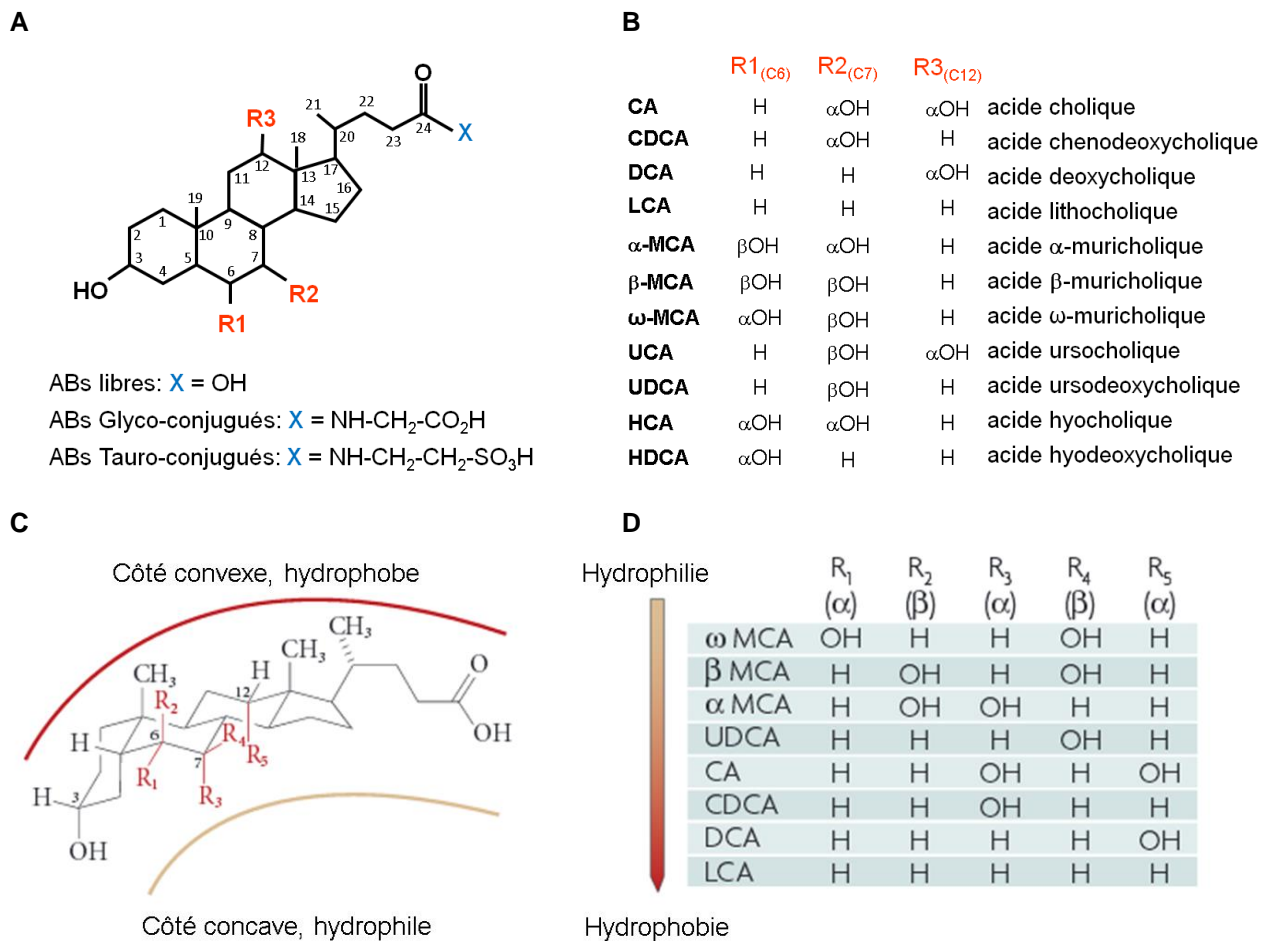 A
O
21
22
R3
24
X
20
23
18
12
17
11
13
16
19
14
15
1
9
2
10
8
3
5
7
4
6
HO
R2
R1
ABs libres: X = OH
ABs Glyco-conjugués: X = NH-CH₂-CO₂H
ABs Tauro-conjugués: X = NH-CH₂-CH₂-SO₃H
B
R1(C6) R2(C7) R3(C12)
CA H αOH αOH acide cholique
CDCA H αOH H acide chenodeoxycholique
DCA H H αOH acide deoxycholique
LCA H H H acide lithocholique
α-MCA βOH αOH H acide α-muricholique
β-MCA βOH βOH H acide β-muricholique
ω-MCA αOH βOH H acide ω-muricholique
UCA H βOH αOH acide ursocholique
UDCA H βOH H acide ursodeoxycholique
HCA αOH αOH H acide hyocholique
HDCA αOH H H acide hyodeoxycholique
C
Côté convexe, hydrophobe
CH₃
CH₃
O
CH₃
H
R₂
12
OH
H
6
R₄
R₅
R₁
7
R₃
H
3
OH
Côté concave, hydrophile
D
Hydrophilie
R₁ R₂ R₃ R₄ R₅
(α) (β) (α) (β) (α)
ω MCA OH H H OH H
β MCA H OH H OH H
α MCA H OH OH H H
UDCA H H H OH H
CA H H OH H OH
CDCA H H OH H H
DCA H H H H OH
LCA H H H H H
Hydrophobie